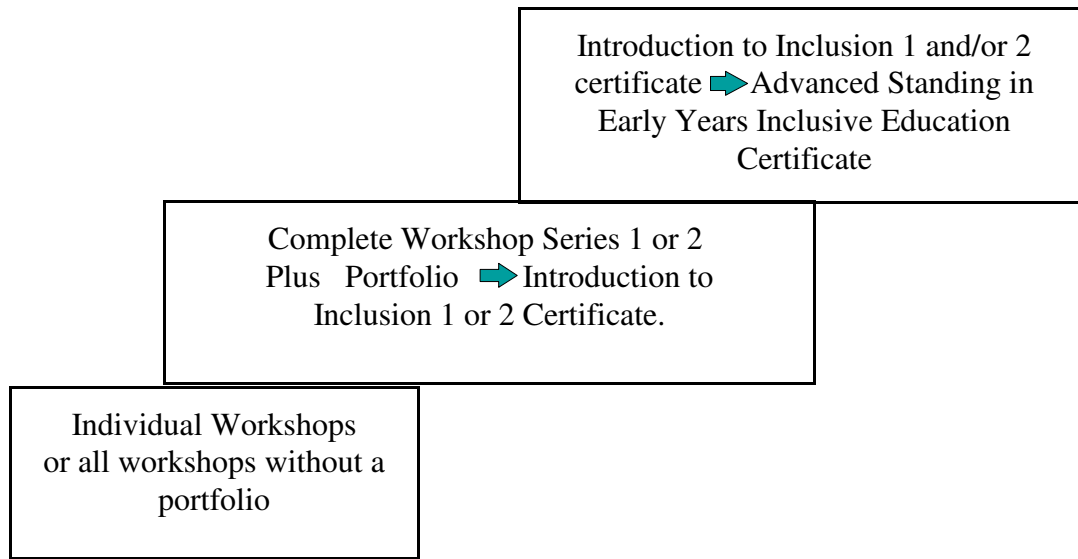 Introduction to Inclusion 1 and/or 2
certificate Advanced Standing in
Early Years Inclusive Education
Certificate
Complete Workshop Series 1 or 2
Plus Portfolio Introduction to
Inclusion 1 or 2 Certificate.
Individual Workshops
or all workshops without a
portfolio